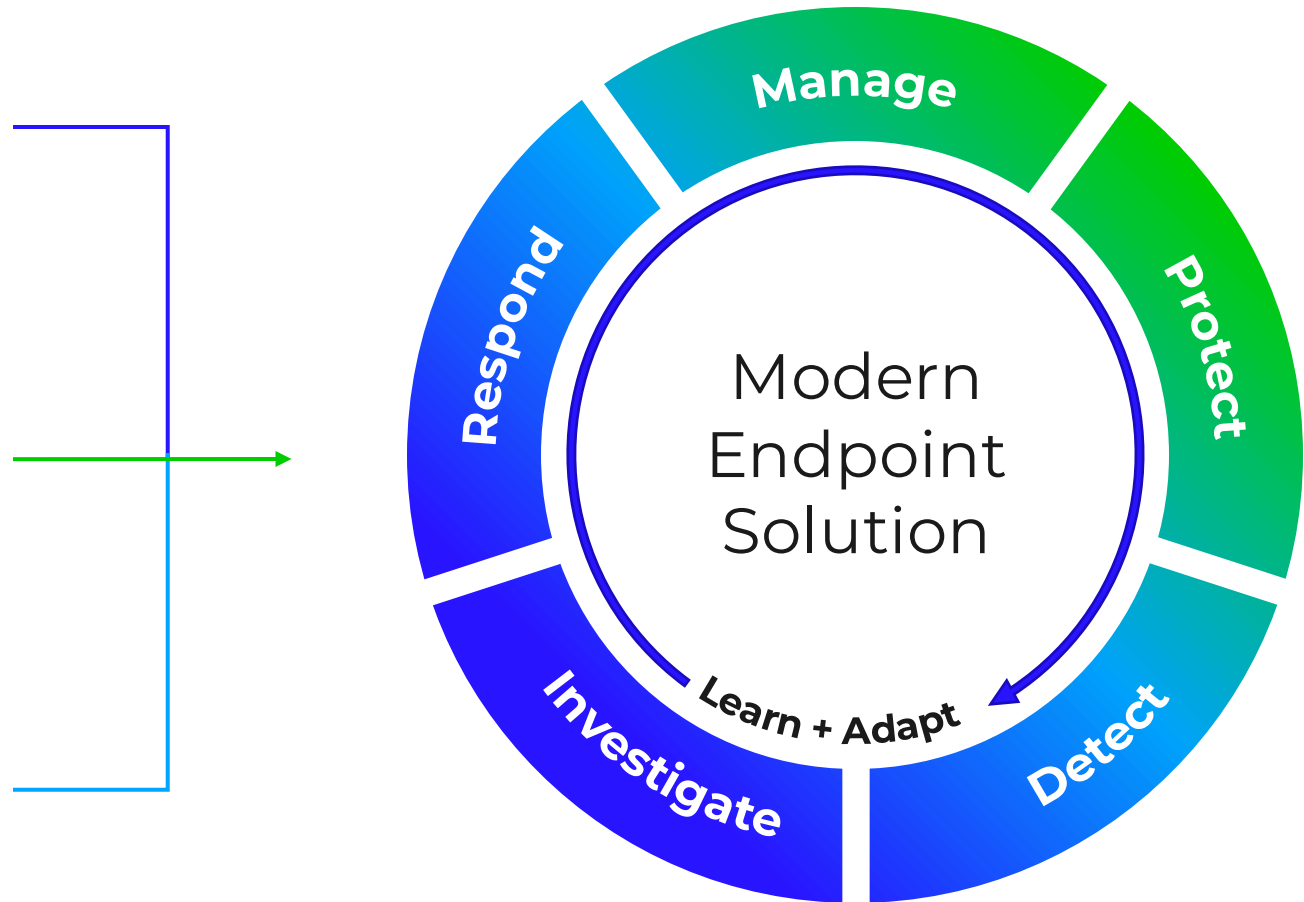 Manage
Protect
Detect
Investigate
Respond
Modern
Endpoint
Solution
Learn + Adapt